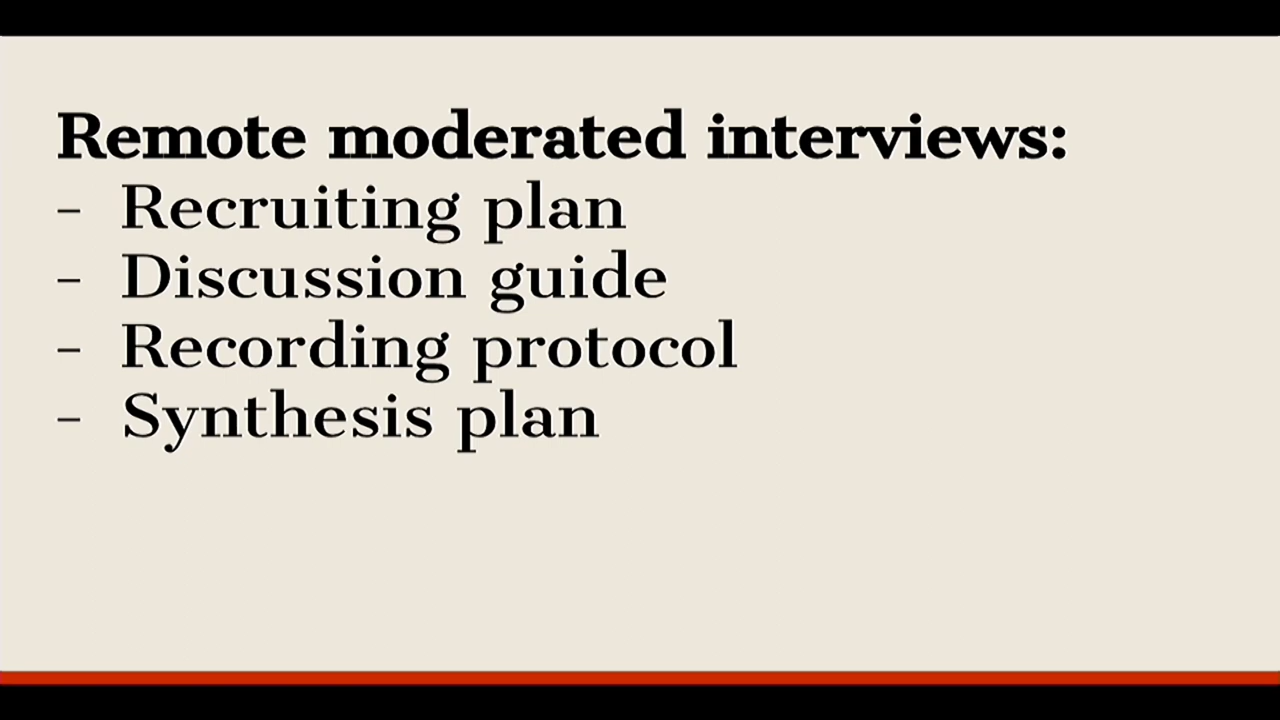 Remote moderated interviews:
- Recruiting plan
- Discussion guide
- Recording protocol
- Synthesis plan